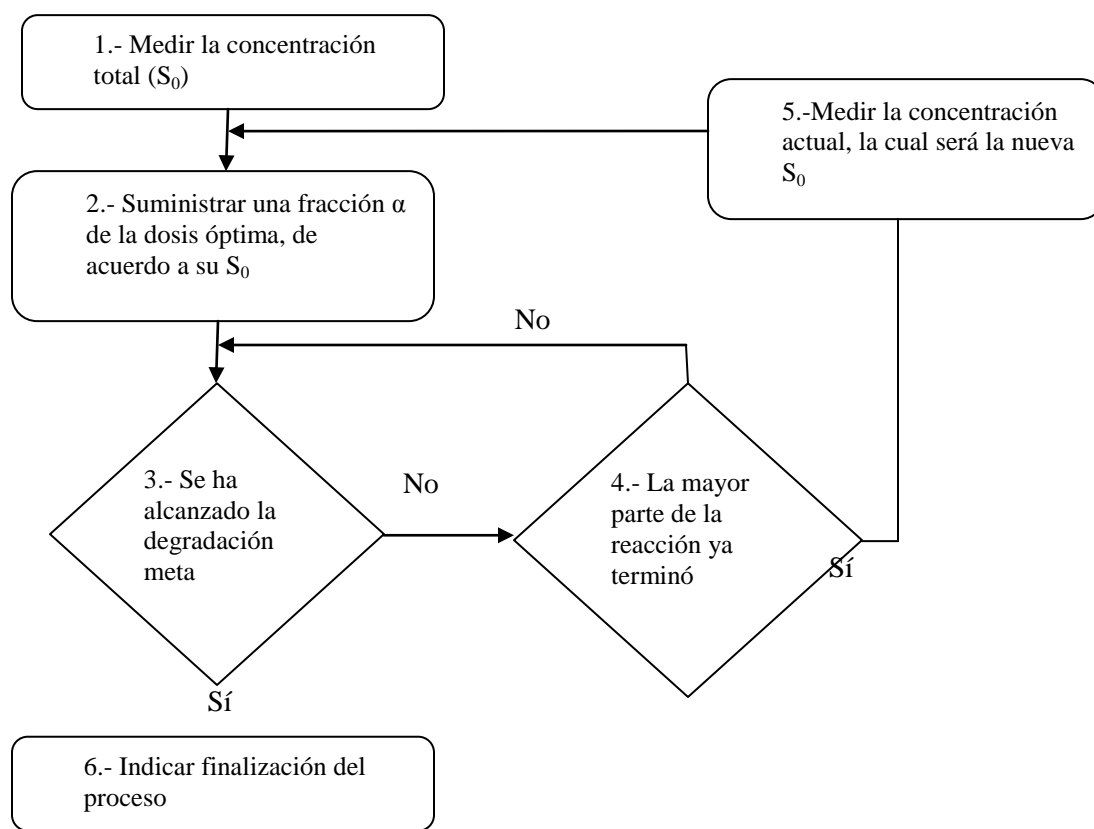 1.- Medir la concentración
total (S₀)
5.-Medir la concentración
actual, la cual será la nueva
S₀
2.- Suministrar una fracción α
de la dosis óptima, de
acuerdo a su S₀
No
3.- Se ha
alcanzado la
degradación
meta
No
4.- La mayor
parte de la
reacción ya
terminó
Sí
Sí
6.- Indicar finalización del
proceso